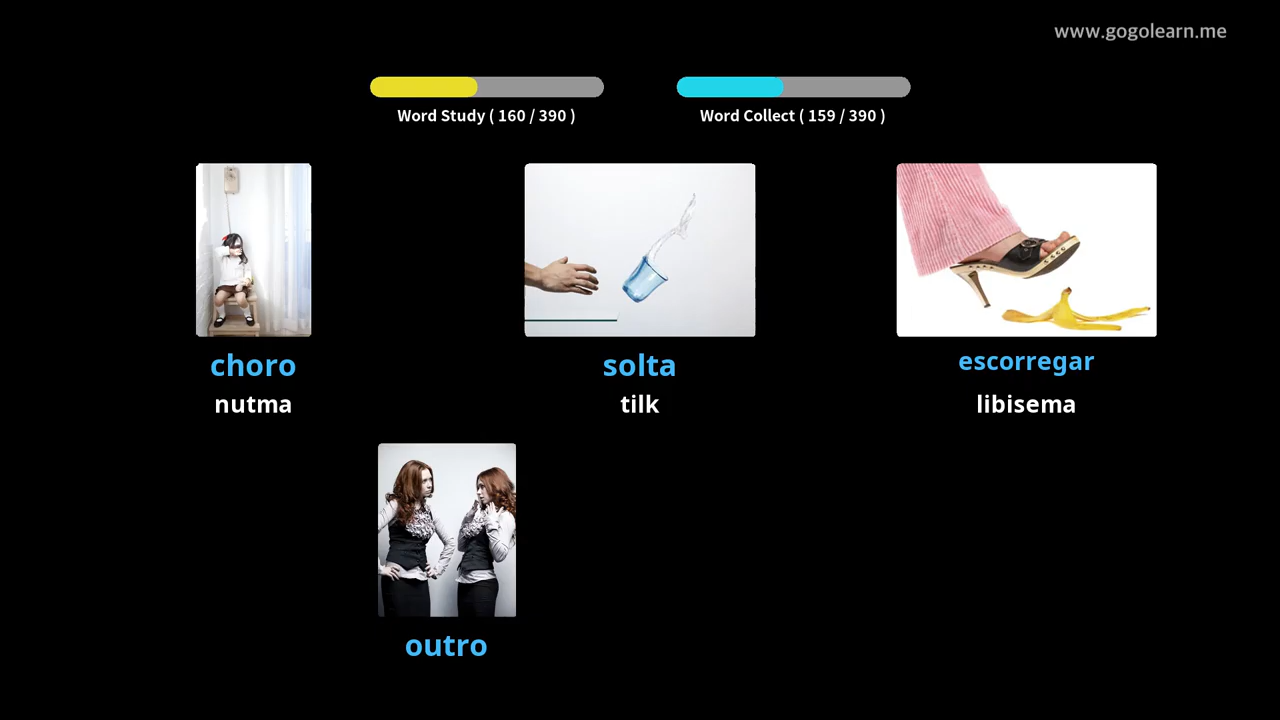 www.gogolearn.me
Word Study ( 160 / 390 )
Word Collect ( 159 / 390 )
choro
solta
escorregar
nutma
tilk
libisema
outro